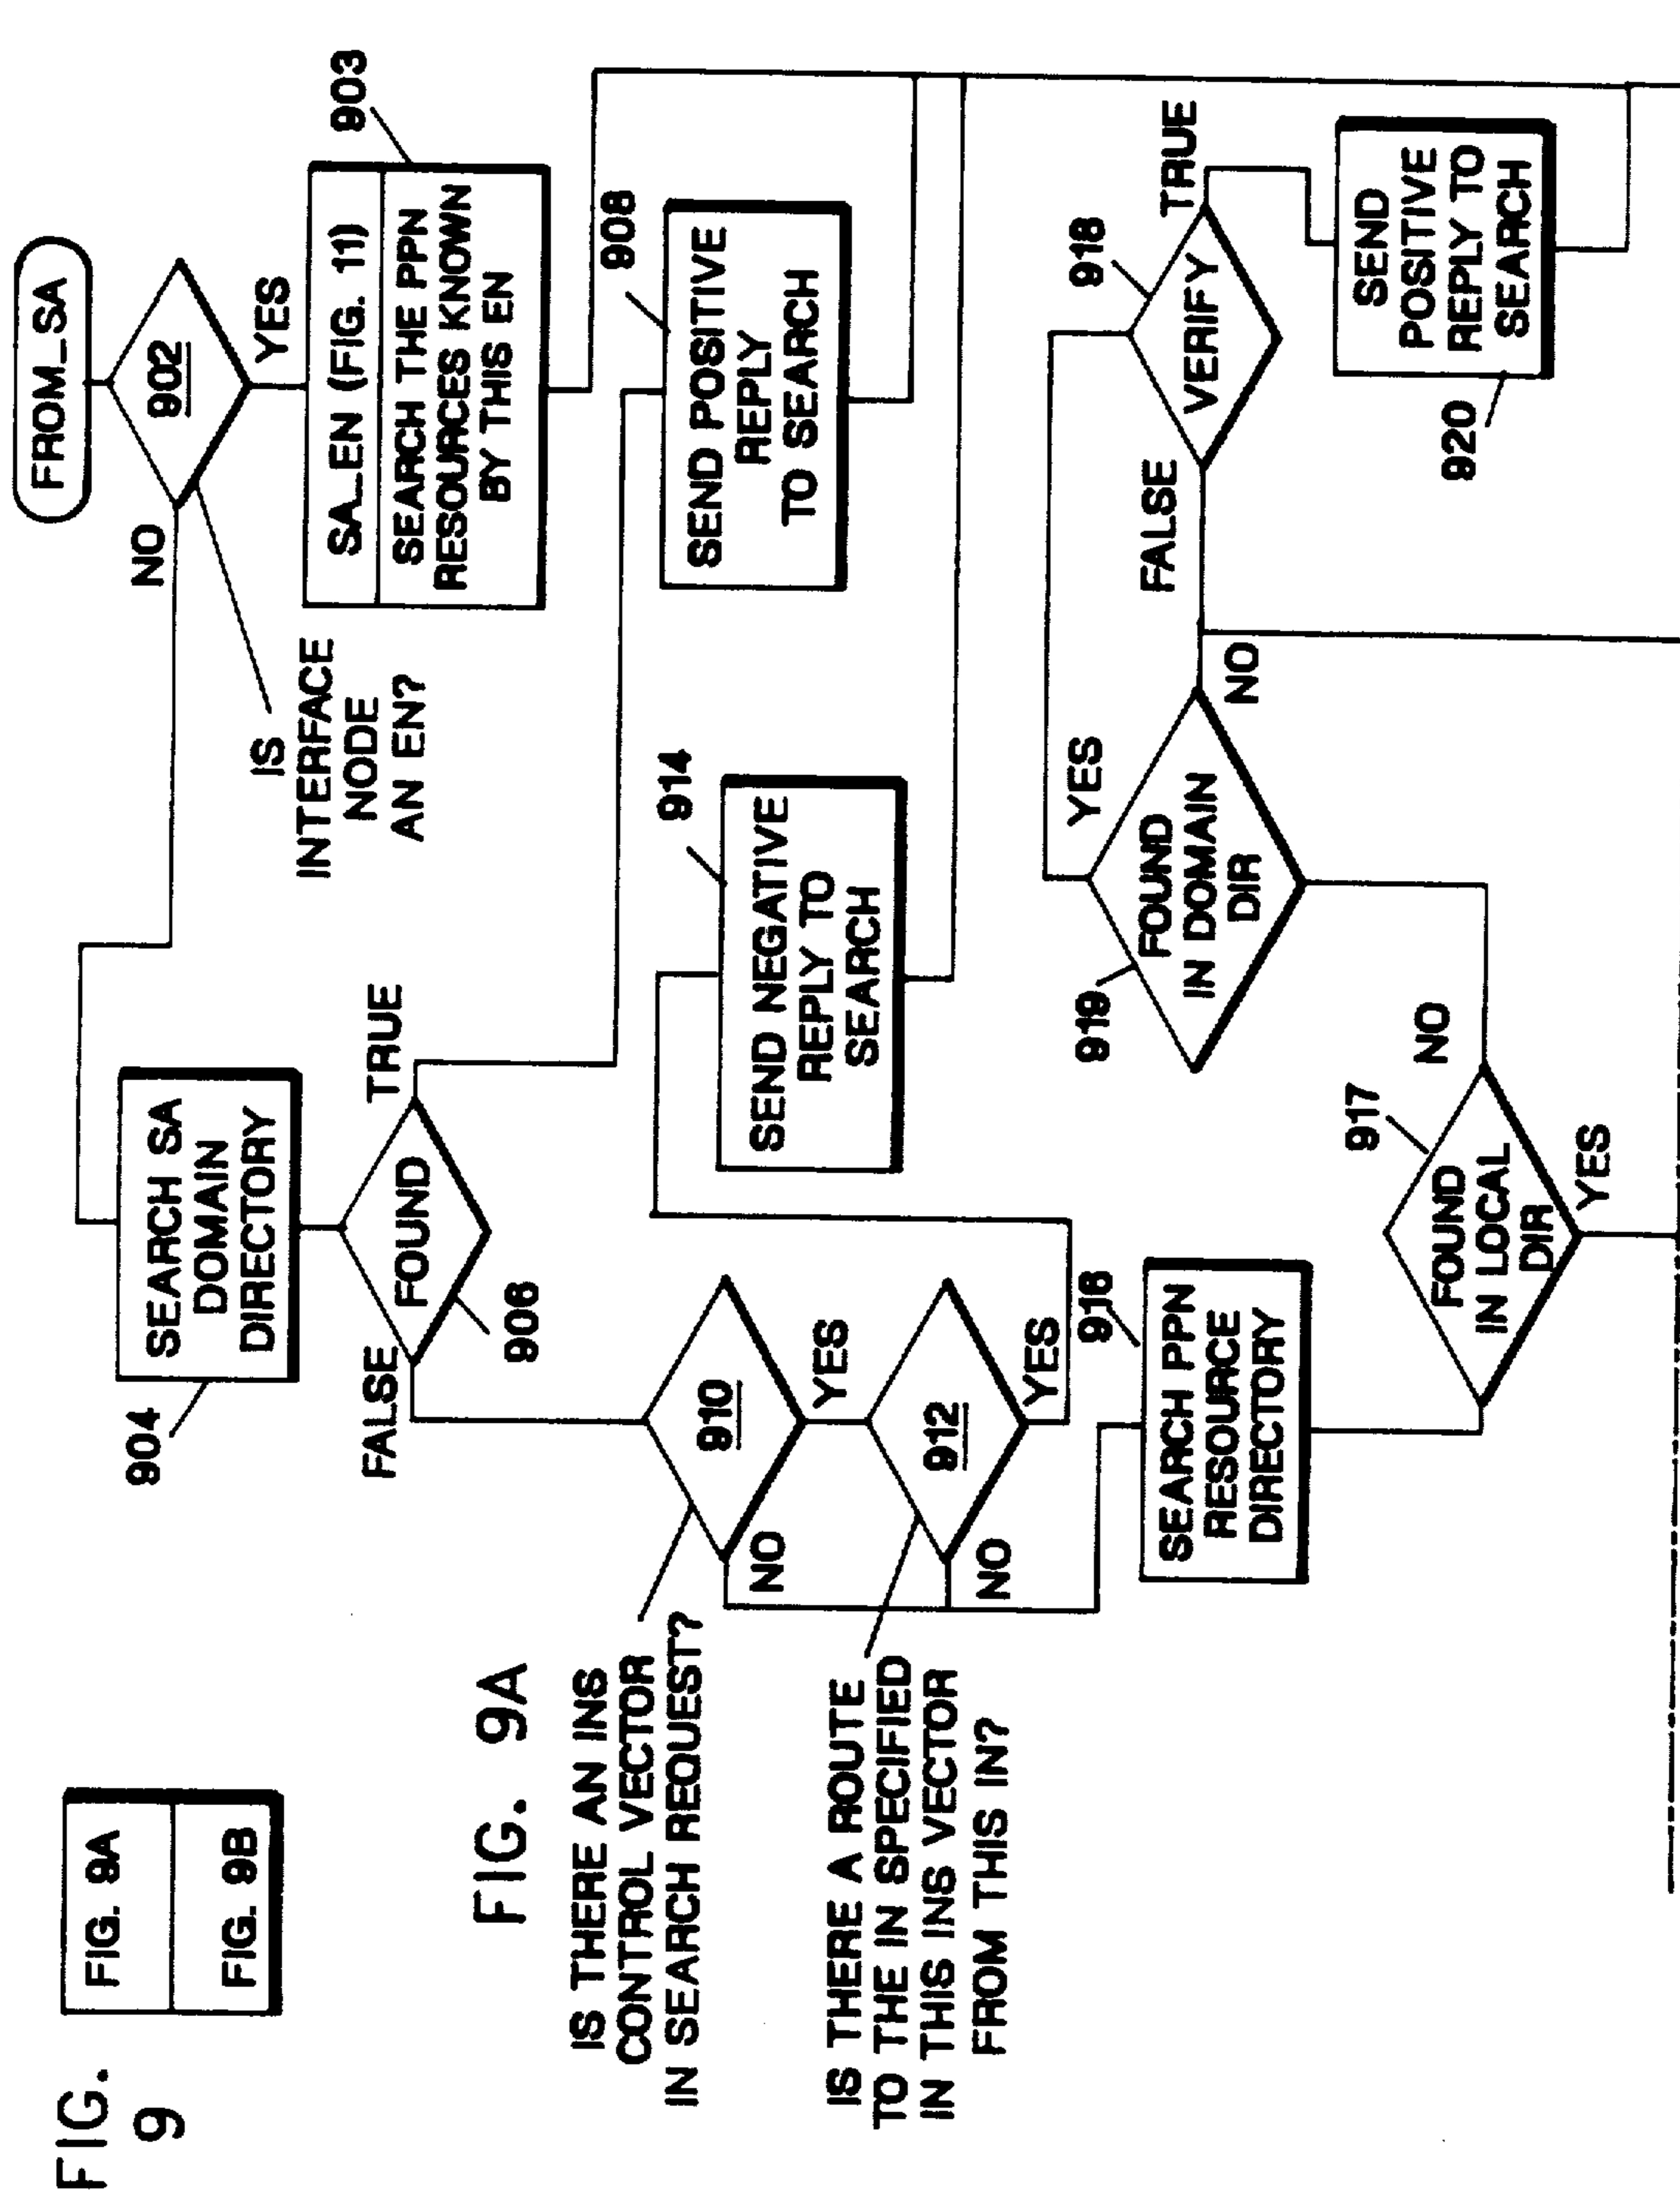 FIG.
9
FIG. 9A
FIG. 9B
FIG. 9A
FROM_SA
902
NO
YES
IS
INTERFACE
NODE
AN EN?
903
SA_EN (FIG. 11)
SEARCH THE PPN
RESOURCES KNOWN
BY THIS EN
904
SEARCH SA
DOMAIN
DIRECTORY
FOUND
TRUE
FALSE
906
908
SEND POSITIVE
REPLY
TO SEARCH
IS THERE AN INS
CONTROL VECTOR
IN SEARCH REQUEST?
910
NO
YES
914
SEND NEGATIVE
REPLY TO
SEARCH
IS THERE A ROUTE
TO THE IN SPECIFIED
IN THIS INS VECTOR
FROM THIS IN?
912
NO
YES
916
SEARCH PPN
RESOURCE
DIRECTORY
917
FOUND
IN LOCAL
DIR
NO
YES
919
FOUND
IN DOMAIN
DIR
YES
NO
918
VERIFY
FALSE
TRUE
920
SEND
POSITIVE
REPLY TO
SEARCH